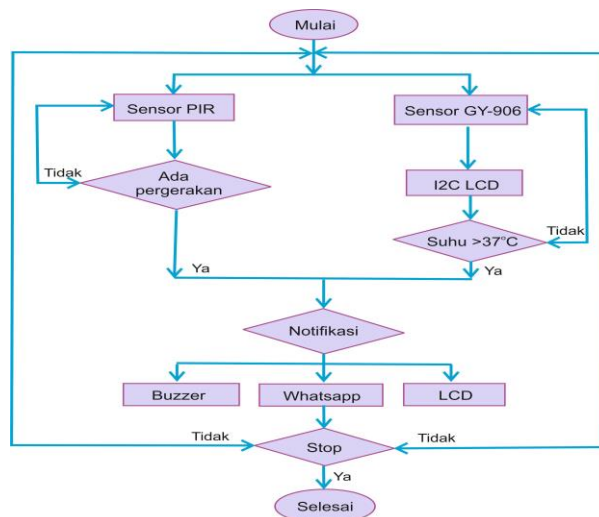 Mulai
Sensor PIR
Sensor GY-906
Tidak
Ada
pergerakan
I2C LCD
Suhu >37°C
Tidak
Ya
Ya
Notifikasi
Buzzer
Whatsapp
LCD
Tidak
Stop
Tidak
Ya
Selesai